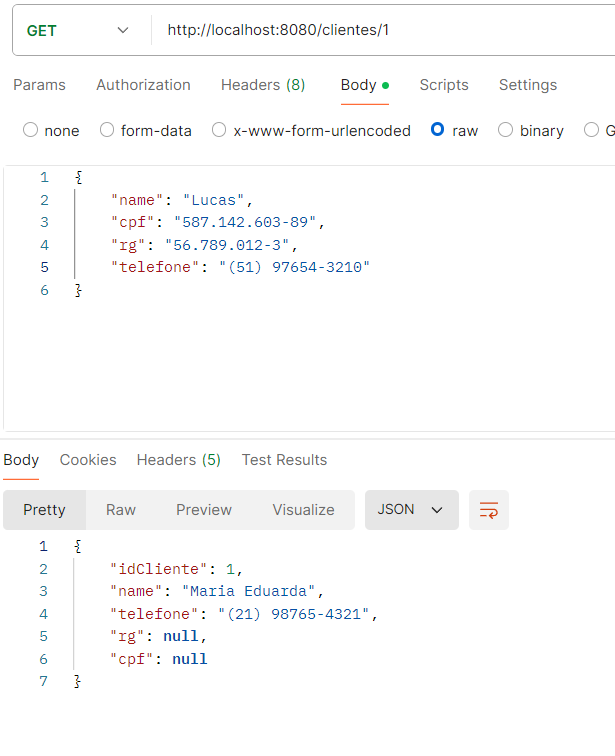 GET http://localhost:8080/clientes/1
Params Authorization Headers (8) Body Scripts Settings
none form-data x-www-form-urlencoded raw binary G
1 {
2 "name": "Lucas",
3 "cpf": "587.142.603-89",
4 "rg": "56.789.012-3",
5 "telefone": "(51) 97654-3210"
6 }
Body Cookies Headers (5) Test Results
Pretty Raw Preview Visualize JSON
1 {
2 "idCliente": 1,
3 "name": "Maria Eduarda",
4 "telefone": "(21) 98765-4321",
5 "rg": null,
6 "cpf": null
7 }